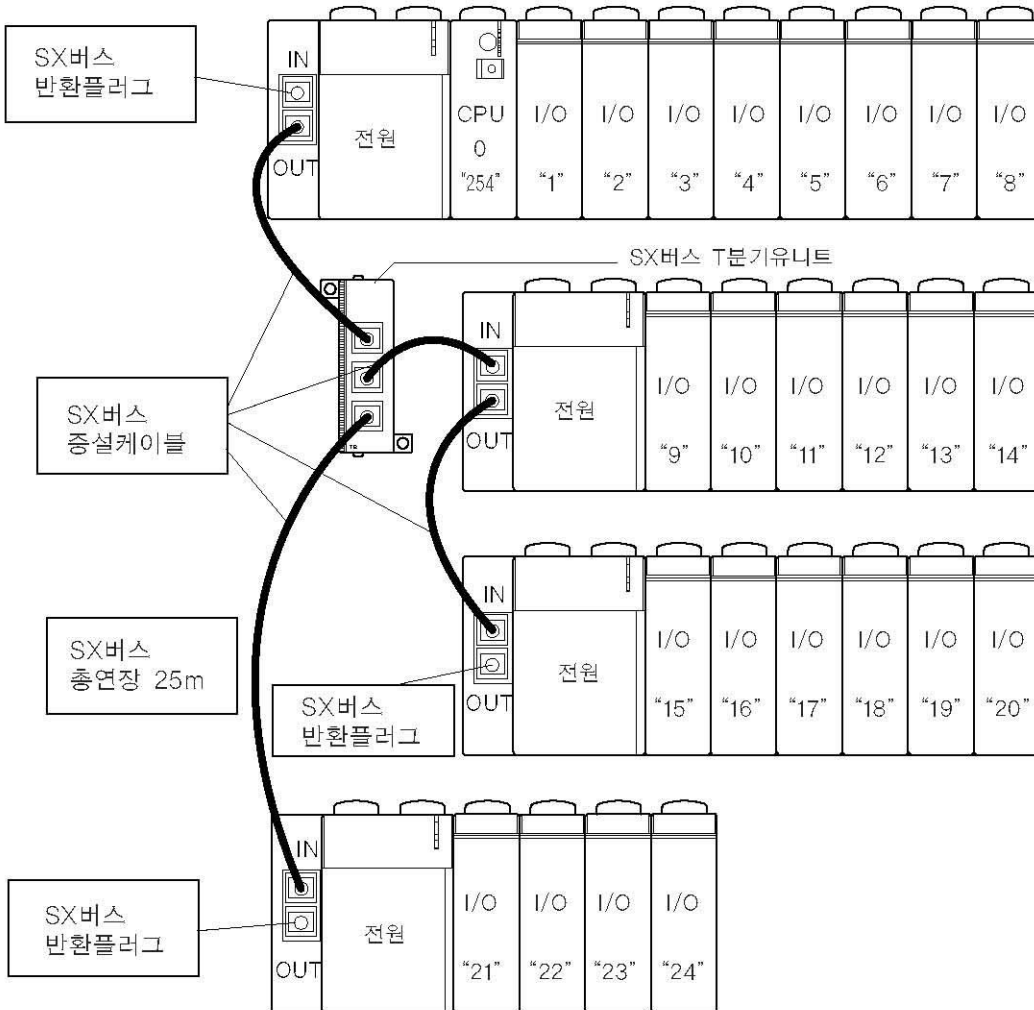 SX버스
반환플러그
IN
OUT
전원
CPU
0
"254"
I/O I/O I/O I/O I/O I/O I/O I/O
“1” “2” “3” “4” “5” “6” “7” “8”
SX버스 T분기유니트
SX버스
증설케이블
IN
OUT
전원
I/O I/O I/O I/O I/O I/O
“9” “10” “11” “12” “13” “14”
SX버스
총연장 25m
SX버스
반환플러그
IN
OUT
전원
I/O I/O I/O I/O I/O I/O
“15” “16” “17” “18” “19” “20”
SX버스
반환플러그
IN
OUT
전원
I/O I/O I/O I/O
“21” “22” “23” “24”